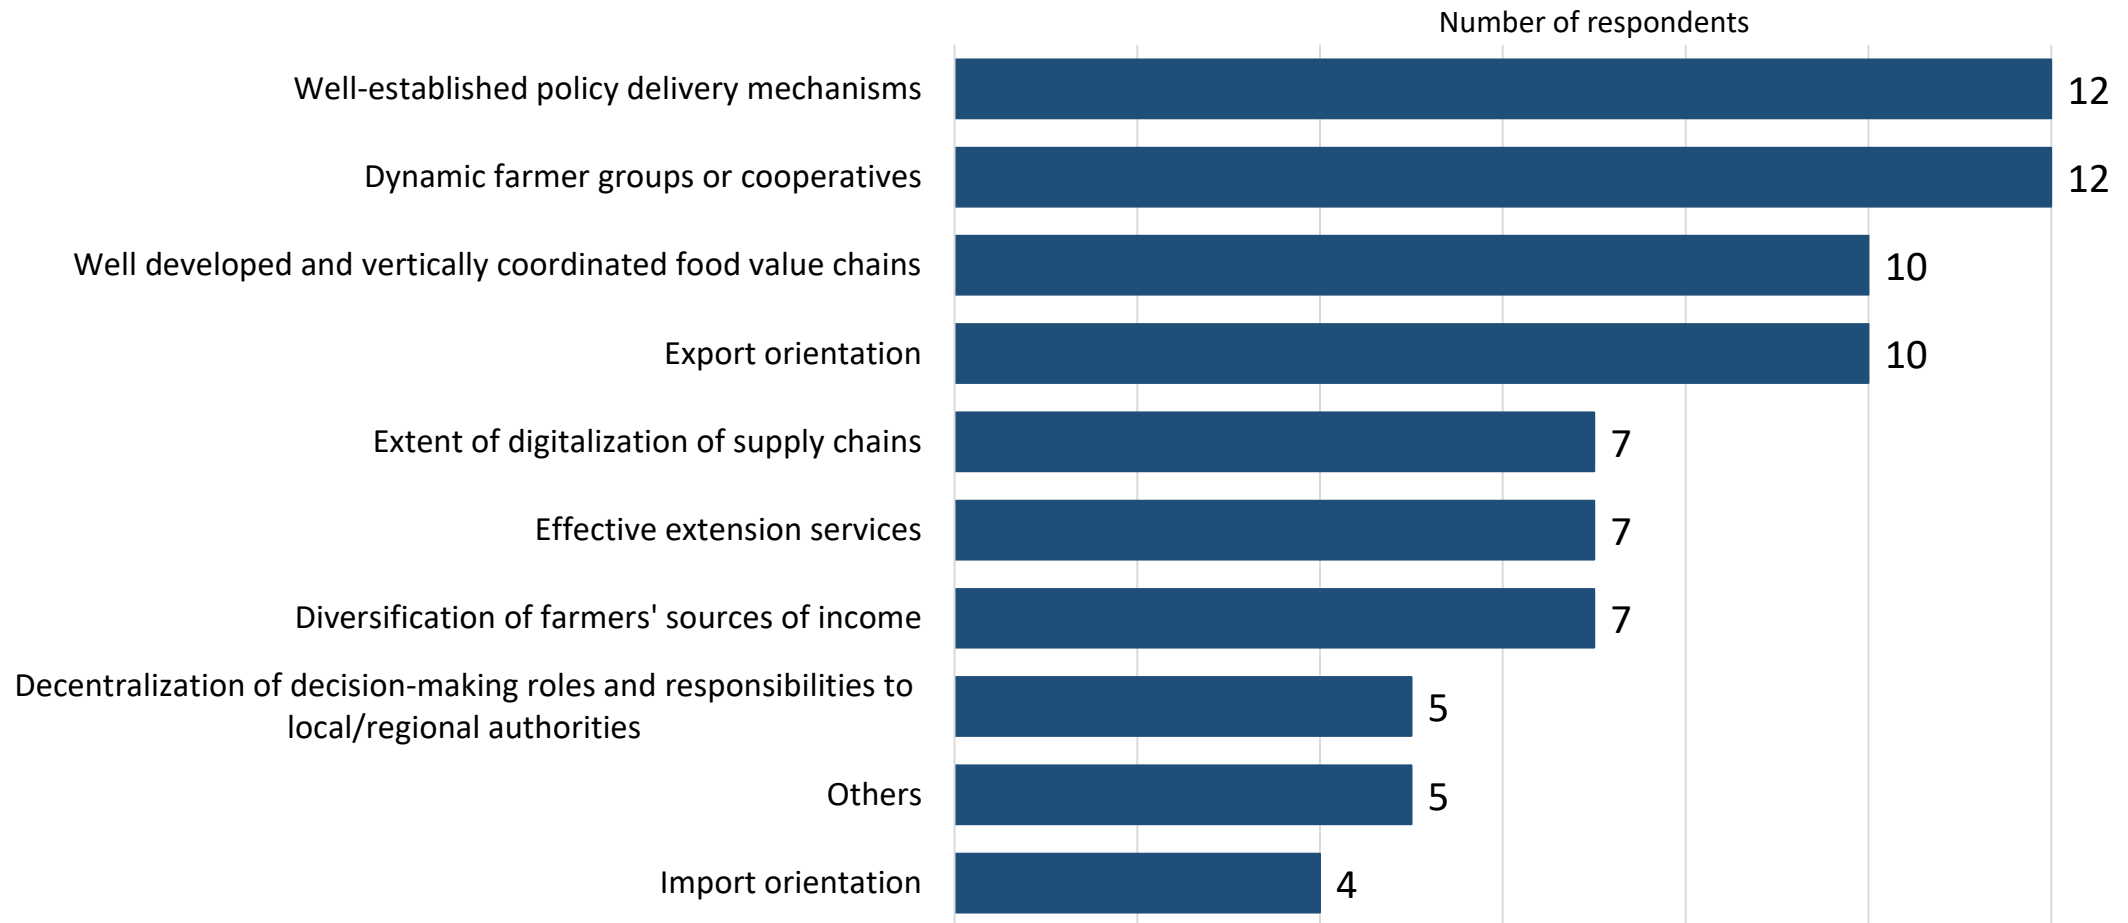 Number of respondents
Well-established policy delivery mechanisms 12
Dynamic farmer groups or cooperatives 12
Well developed and vertically coordinated food value chains 10
Export orientation 10
Extent of digitalization of supply chains 7
Effective extension services 7
Diversification of farmers' sources of income 7
Decentralization of decision-making roles and responsibilities to
local/regional authorities 5
Others 5
Import orientation 4